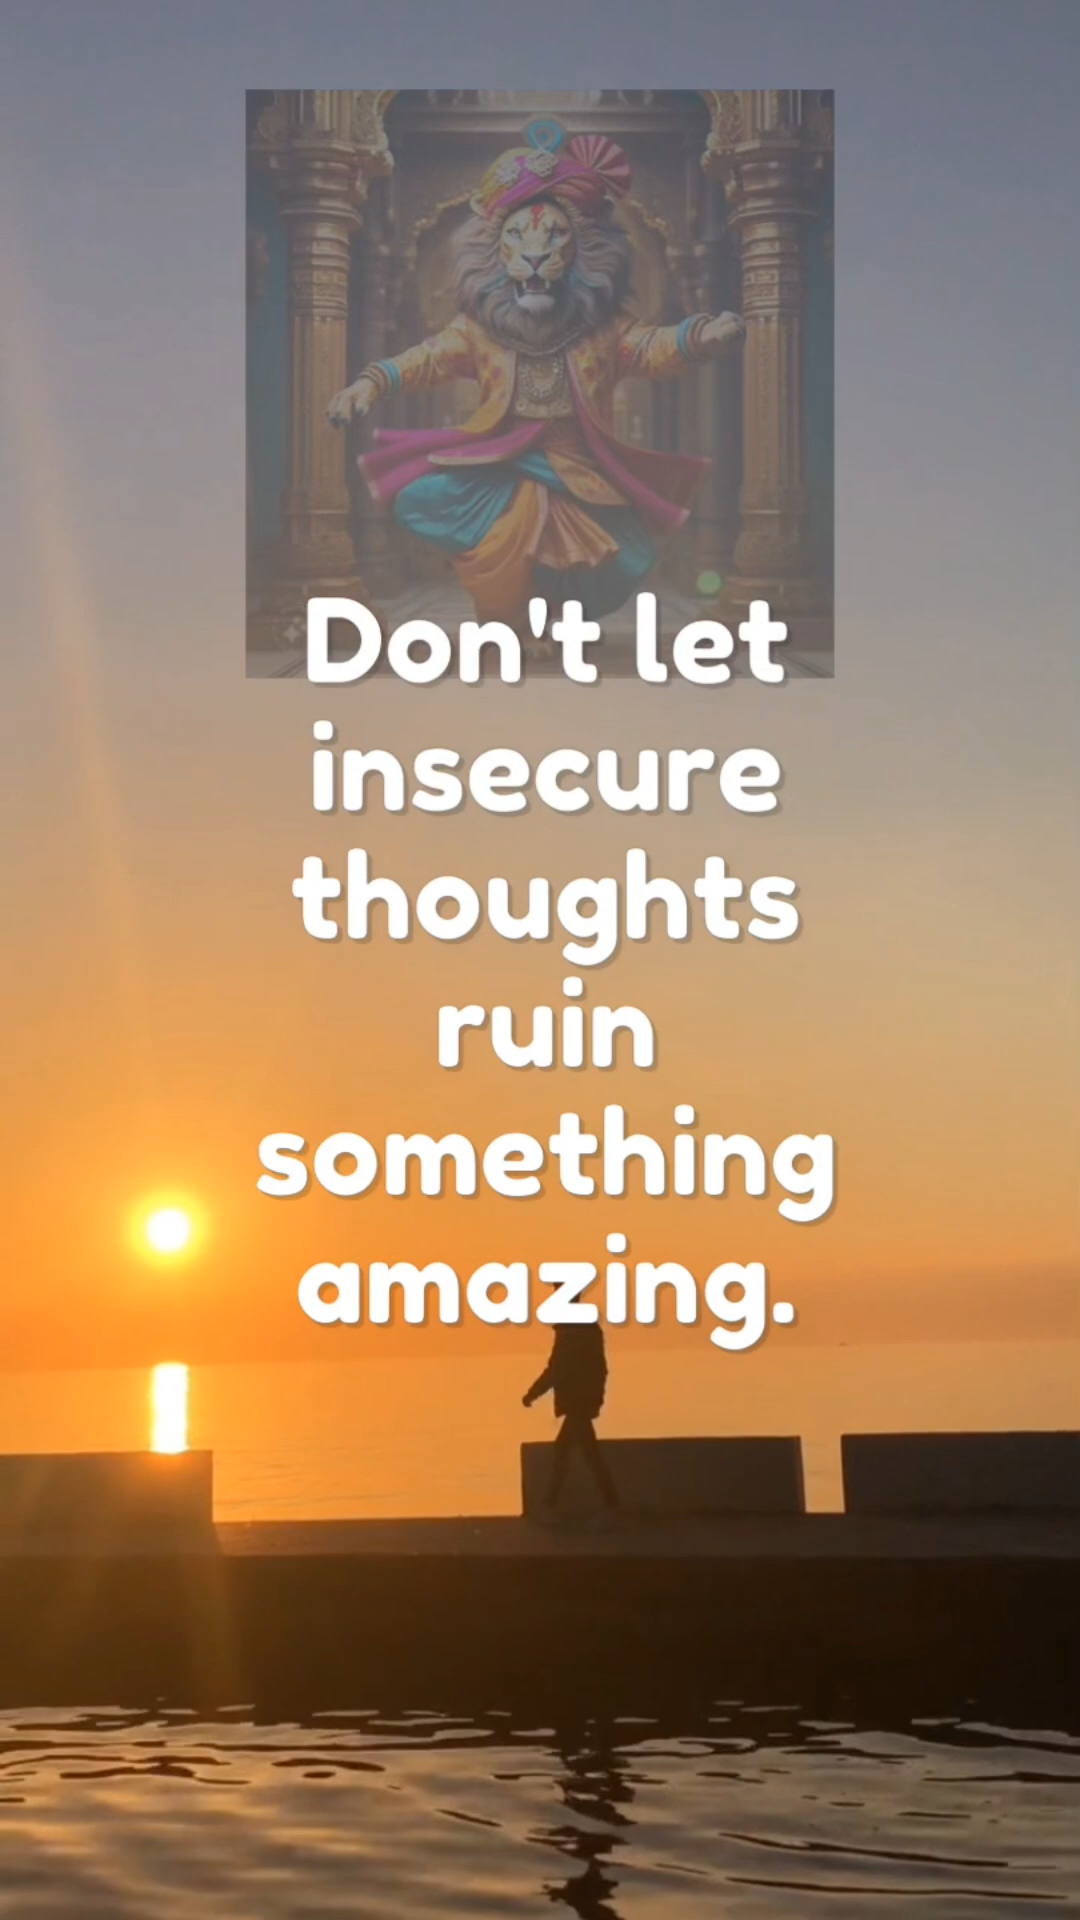 Don't let
insecure
thoughts
ruin
something
amazing.